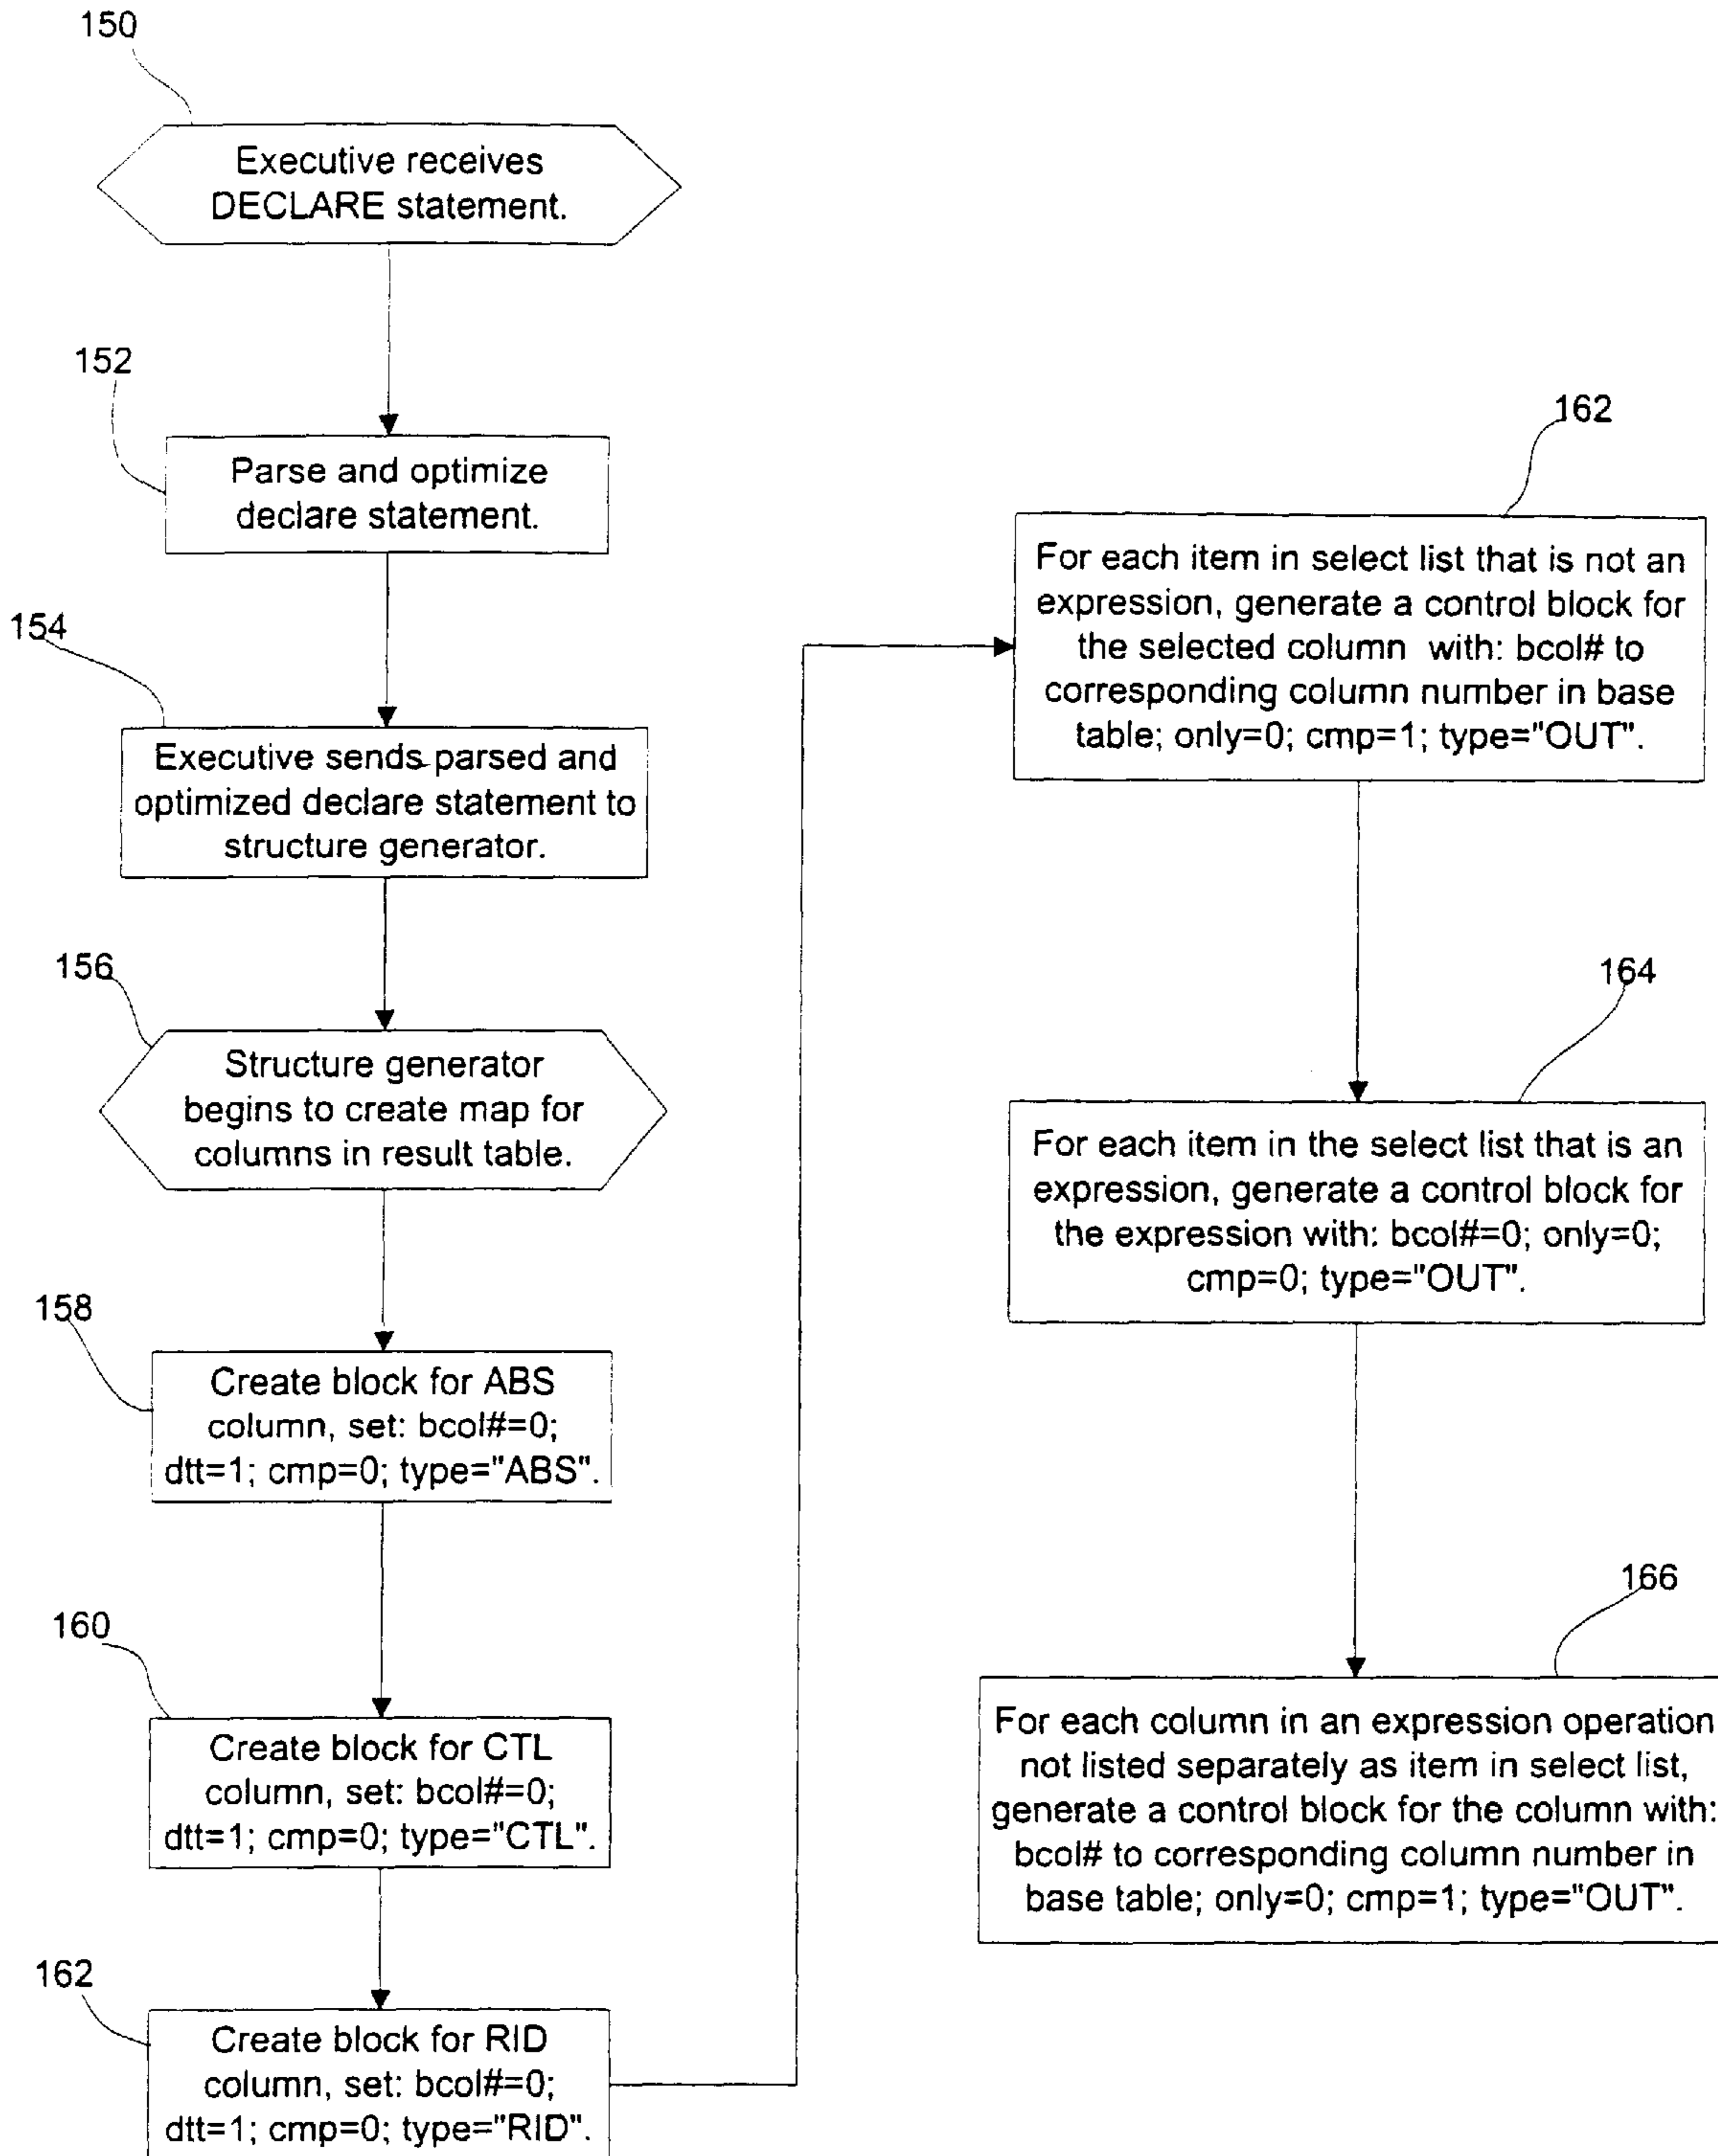 150
Executive receives
DECLARE statement.
152
Parse and optimize
declare statement.
154
Executive sends parsed and
optimized declare statement to
structure generator.
156
Structure generator
begins to create map for
columns in result table.
158
Create block for ABS
column, set: bcol#=0;
dtt=1; cmp=0; type="ABS".
160
Create block for CTL
column, set: bcol#=0;
dtt=1; cmp=0; type="CTL".
162
Create block for RID
column, set: bcol#=0;
dtt=1; cmp=0; type="RID".
162
For each item in select list that is not an
expression, generate a control block for
the selected column with: bcol# to
corresponding column number in base
table; only=0; cmp=1; type="OUT".
164
For each item in the select list that is an
expression, generate a control block for
the expression with: bcol#=0; only=0;
cmp=0; type="OUT".
166
For each column in an expression operation
not listed separately as item in select list,
generate a control block for the column with:
bcol# to corresponding column number in
base table; only=0; cmp=1; type="OUT".